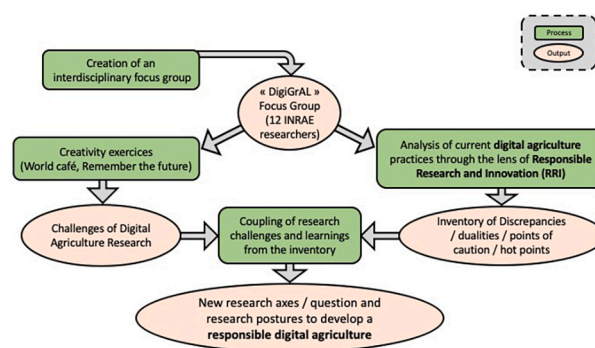 Process
Output
Creation of an
interdisciplinary focus group
« DigiGrAL »
Focus Group
(12 INRAE
researchers)
Creativity exercices
(World café, Remember the future)
Analysis of current digital agriculture
practices through the lens of Responsible
Research and Innovation (RRI)
Challenges of Digital
Agriculture Research
Coupling of research
challenges and learnings
from the inventory
Inventory of Discrepancies
/ dualities / points of
caution / hot points
New research axes / question and
research postures to develop a
responsible digital agriculture